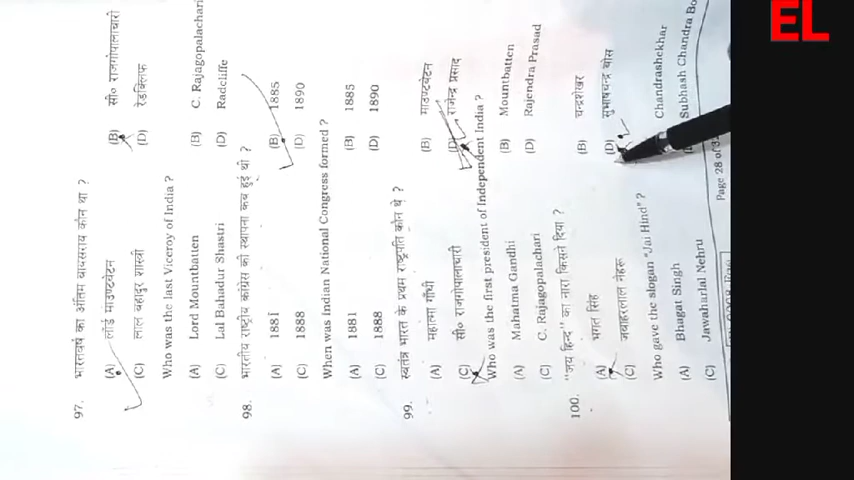 EL
97. भारतवर्ष का अंतिम वायसराय कौन था ?
(A) लॉर्ड माउण्टबेटन (B) सी० राजगोपालाचारी
(C) लाल बहादुर शास्त्री (D) रेडक्लिफ
Who was the last Viceroy of India ?
(A) Lord Mountbatten (B) C. Rajagopalachari
(C) Lal Bahadur Shastri (D) Radcliffe
98. भारतीय राष्ट्रीय कांग्रेस की स्थापना कब हुई थी ?
(A) 1881 (B) 1885
(C) 1888 (D) 1890
When was Indian National Congress formed ?
(A) 1881 (B) 1885
(C) 1888 (D) 1890
99. स्वतंत्र भारत के प्रथम राष्ट्रपति कौन थे ?
(A) महात्मा गाँधी (B) माउण्टबेटन
(C) सी० राजगोपालाचारी (D) राजेन्द्र प्रसाद
Who was the first president of Independent India ?
(A) Mahatma Gandhi (B) Mountbatten
(C) C. Rajagopalachari (D) Rajendra Prasad
100. "जय हिन्द" का नारा किसने दिया ?
(A) भगत सिंह (B) चन्द्रशेखर
(C) जवाहरलाल नेहरू (D) सुभाषचन्द्र बोस
Who gave the slogan "Jai Hind" ?
(A) Bhagat Singh Chandrashekhar
(C) Jawaharlal Nehru Subhash Chandra Bo
Page 28 of 3